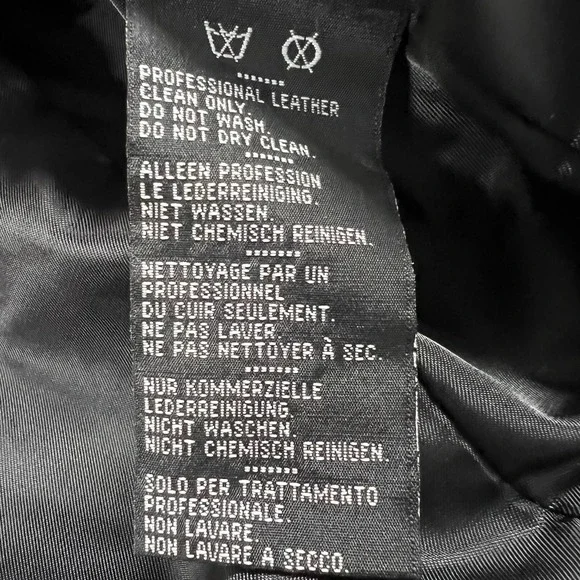 PROFESSIONAL LEATHER
CLEAN ONLY.
DO NOT WASH.
DO NOT DRY CLEAN.
ALLEEN PROFESSION
LE LEDERREINIGING.
NIET WASSEN.
NIET CHEMISCH REINIGEN.
NETTOYAGE PAR UN
PROFESSIONNEL
DU CUIR SEULEMENT.
NE PAS LAVER.
NE PAS NETTOYER À SEC.
NUR KOMMERZIELLE
LEDERREINIGUNG.
NICHT WASCHEN.
NICHT CHEMISCH REINIGEN.
SOLO PER TRATTAMENTO
PROFESSIONALE.
NON LAVARE.
NON LAVARE A SECCO.